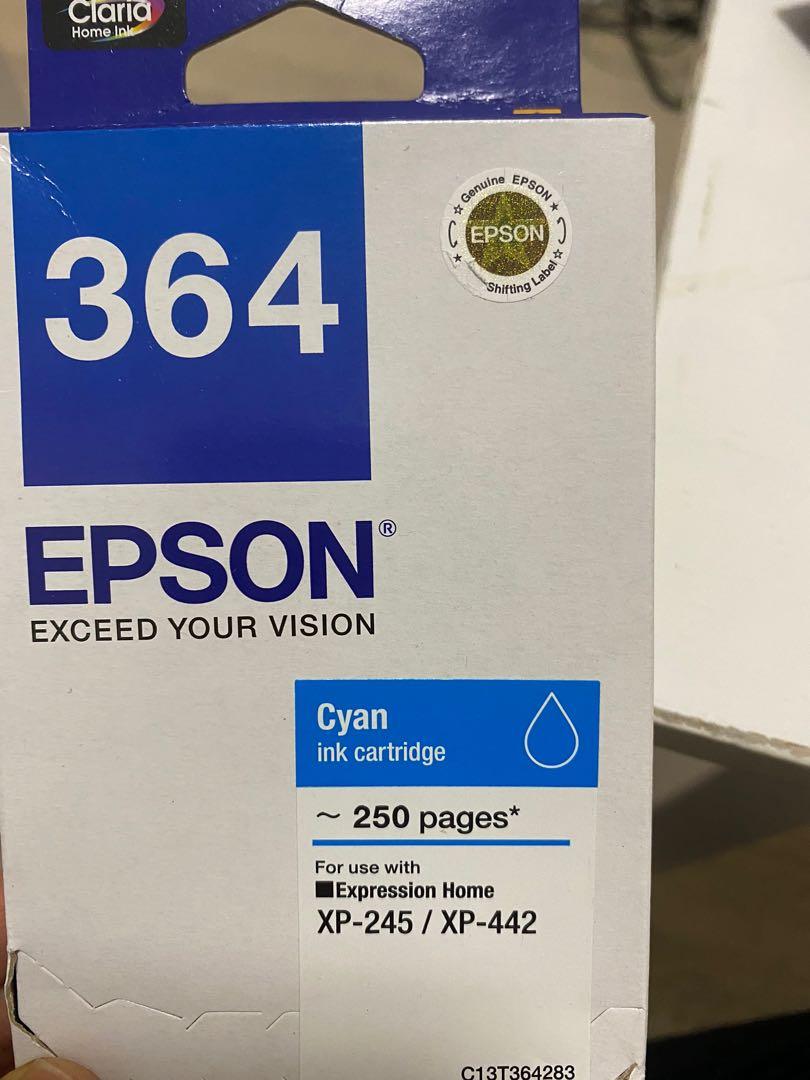 Claria
Home Ink
364
Genuine EPSON
EPSON
Shifting Label
EPSON®
EXCEED YOUR VISION
Cyan
ink cartridge
~ 250 pages*
For use with
■Expression Home
XP-245 / XP-442
C13T364283